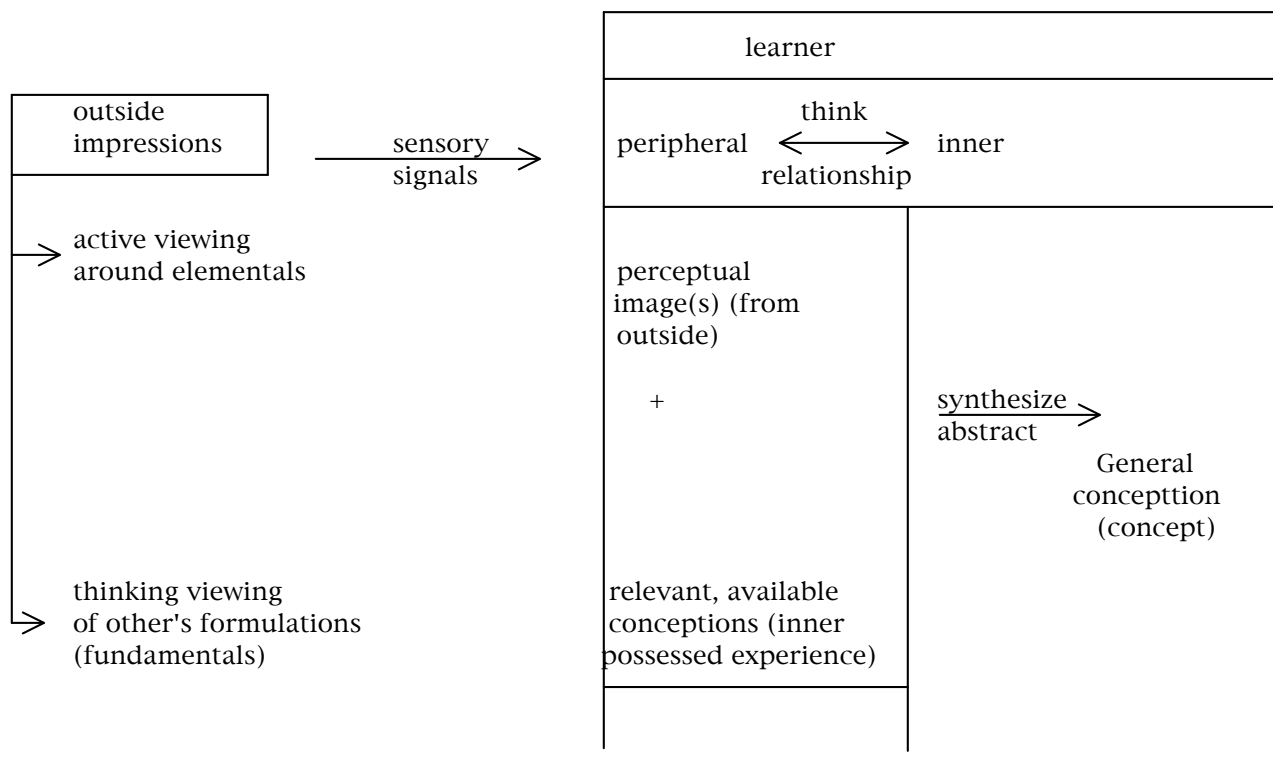 learner
outside
impressions
sensory
signals
think
peripheral
inner
relationship
active viewing
around elementals
perceptual
image(s) (from
outside)
+
synthesize
abstract
General
concepttion
(concept)
thinking viewing
of other's formulations
(fundamentals)
relevant, available
conceptions (inner
possessed experience)